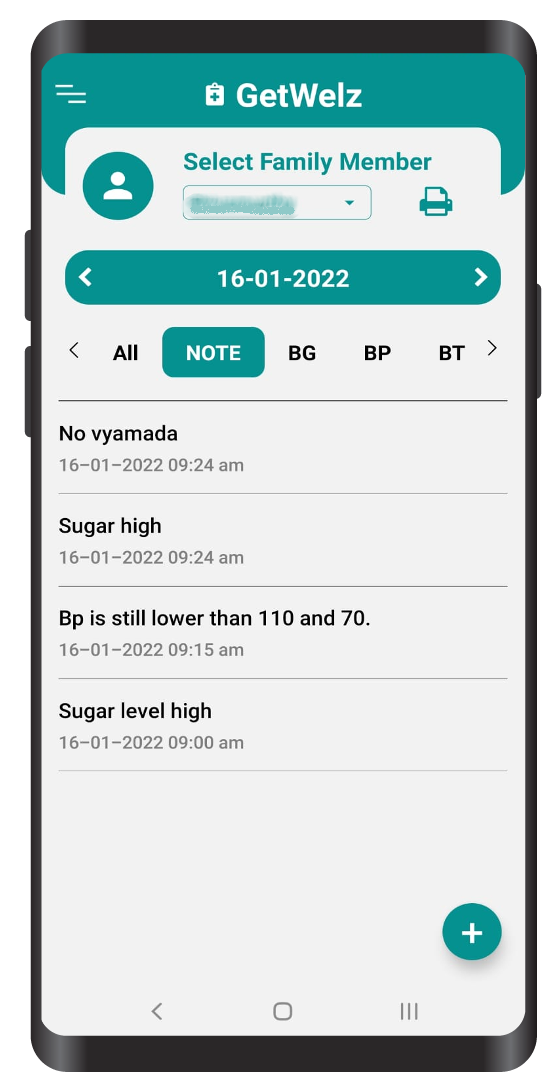 GetWelz
Select Family Member
16-01-2022
All NOTE BG BP BT
No vyamada
16-01-2022 09:24 am
Sugar high
16-01-2022 09:24 am
Bp is still lower than 110 and 70.
16-01-2022 09:15 am
Sugar level high
16-01-2022 09:00 am